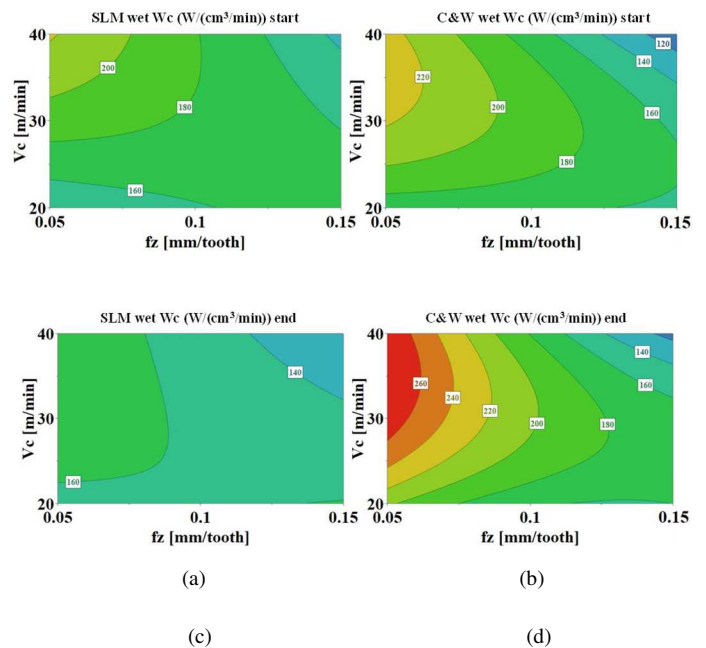 SLM wet Wc (W/(cm³/min)) start
40
30
20
Vc [m/min]
200
180
160
0.05
0.1
0.15
fz [mm/tooth]
C&W wet Wc (W/(cm³/min)) start
40
30
20
Vc [m/min]
120
140
220
200
160
180
0.05
0.1
0.15
fz [mm/tooth]
SLM wet Wc (W/(cm³/min)) end
40
30
20
Vc [m/min]
140
160
0.05
0.1
0.15
fz [mm/tooth]
C&W wet Wc (W/(cm³/min)) end
40
30
20
Vc [m/min]
140
160
260
240
220
200
180
0.05
0.1
0.15
fz [mm/tooth]
(a)
(b)
(c)
(d)